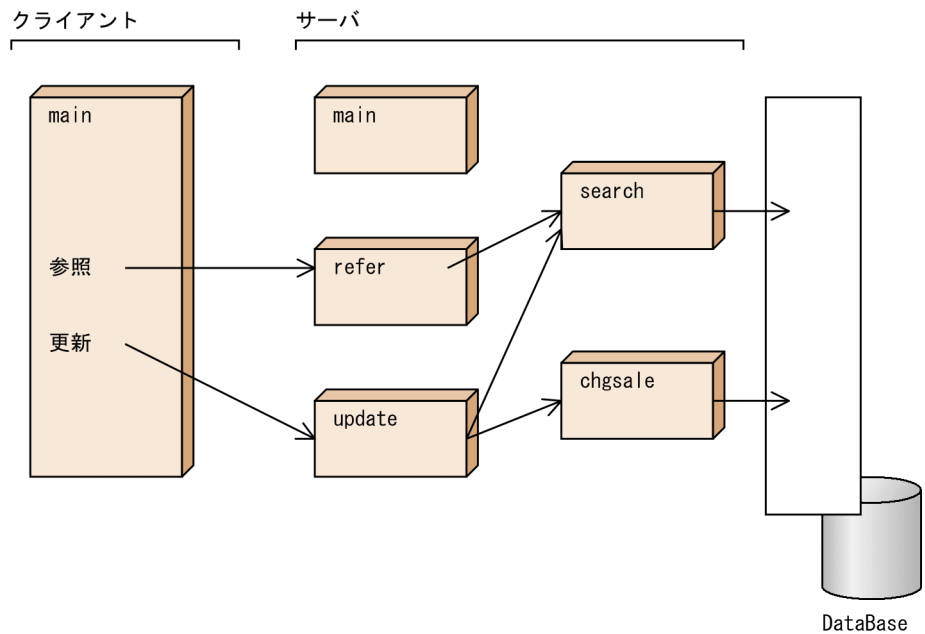 クライアント
サーバ
main
main
search
参照
refer
更新
chgsale
update
DataBase